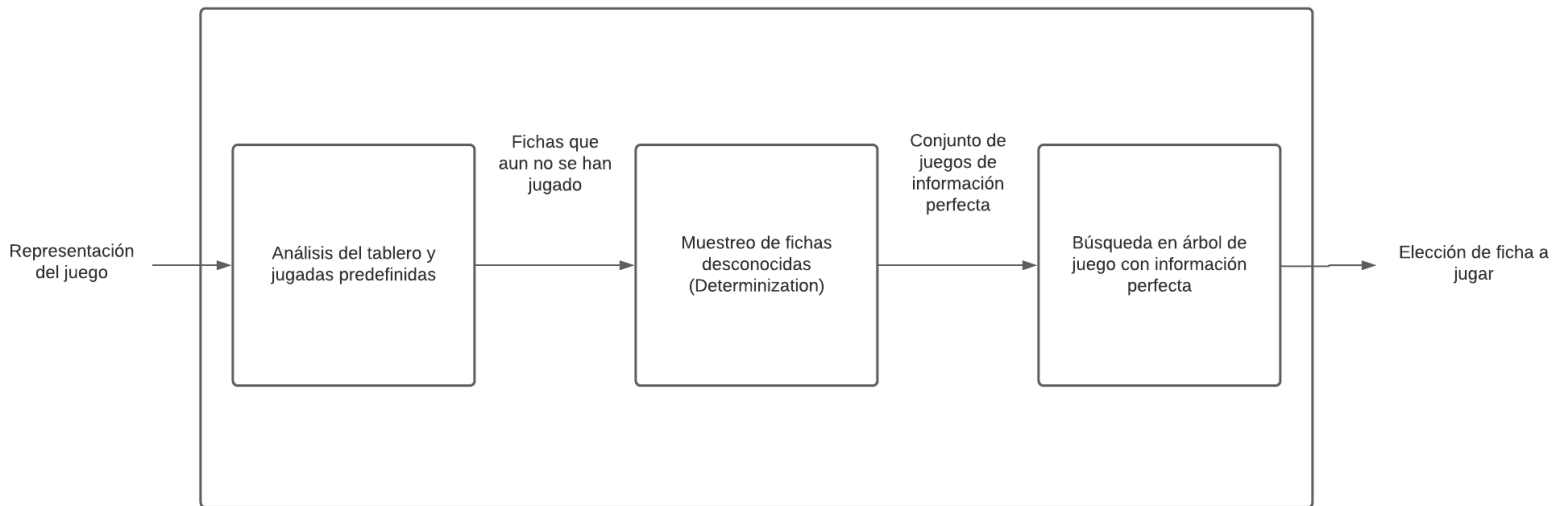 Representación
del juego
Análisis del tablero y
jugadas predefinidas
Fichas que
aun no se han
jugado
Muestreo de fichas
desconocidas
(Determinization)
Conjunto de
juegos de
información
perfecta
Búsqueda en árbol de
juego con información
perfecta
Elección de ficha a
jugar